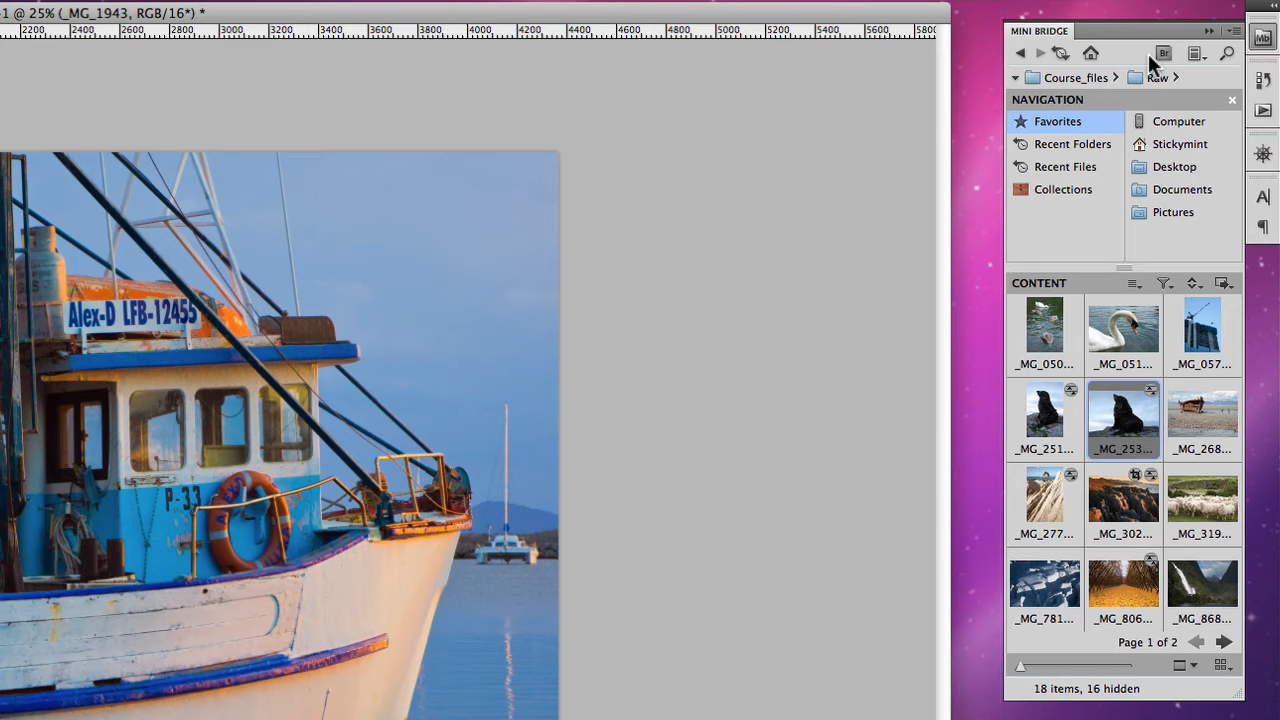 -1 @ 25% (_MG_1943, RGB/16*) *
2200 2400 2600 2800 3000 3200 3400 3600 3800 4000 4200 4400 4600 4800 5000 5200 5400 5600 580
MINI BRIDGE
Mb
Br
Course_files Raw
NAVIGATION
Favorites Computer
Recent Folders Stickymint
Recent Files Desktop
Collections Documents
Pictures
A
CONTENT
Alex-D LFB-12455
_MG_050... _MG_051... _MG_057...
_MG_251... _MG_253... _MG_268...
P-33
_MG_277... _MG_302... _MG_319...
_MG_781... _MG_806... _MG_868...
Page 1 of 2
18 items, 16 hidden